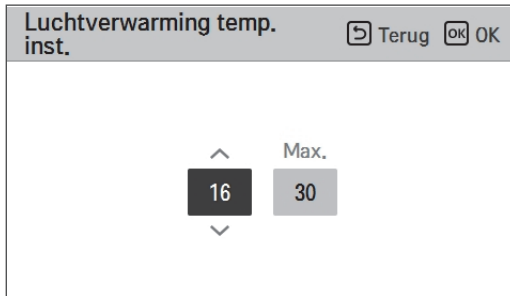 Luchtverwarming temp.
inst.
Terug OK OK
Max.
16 30